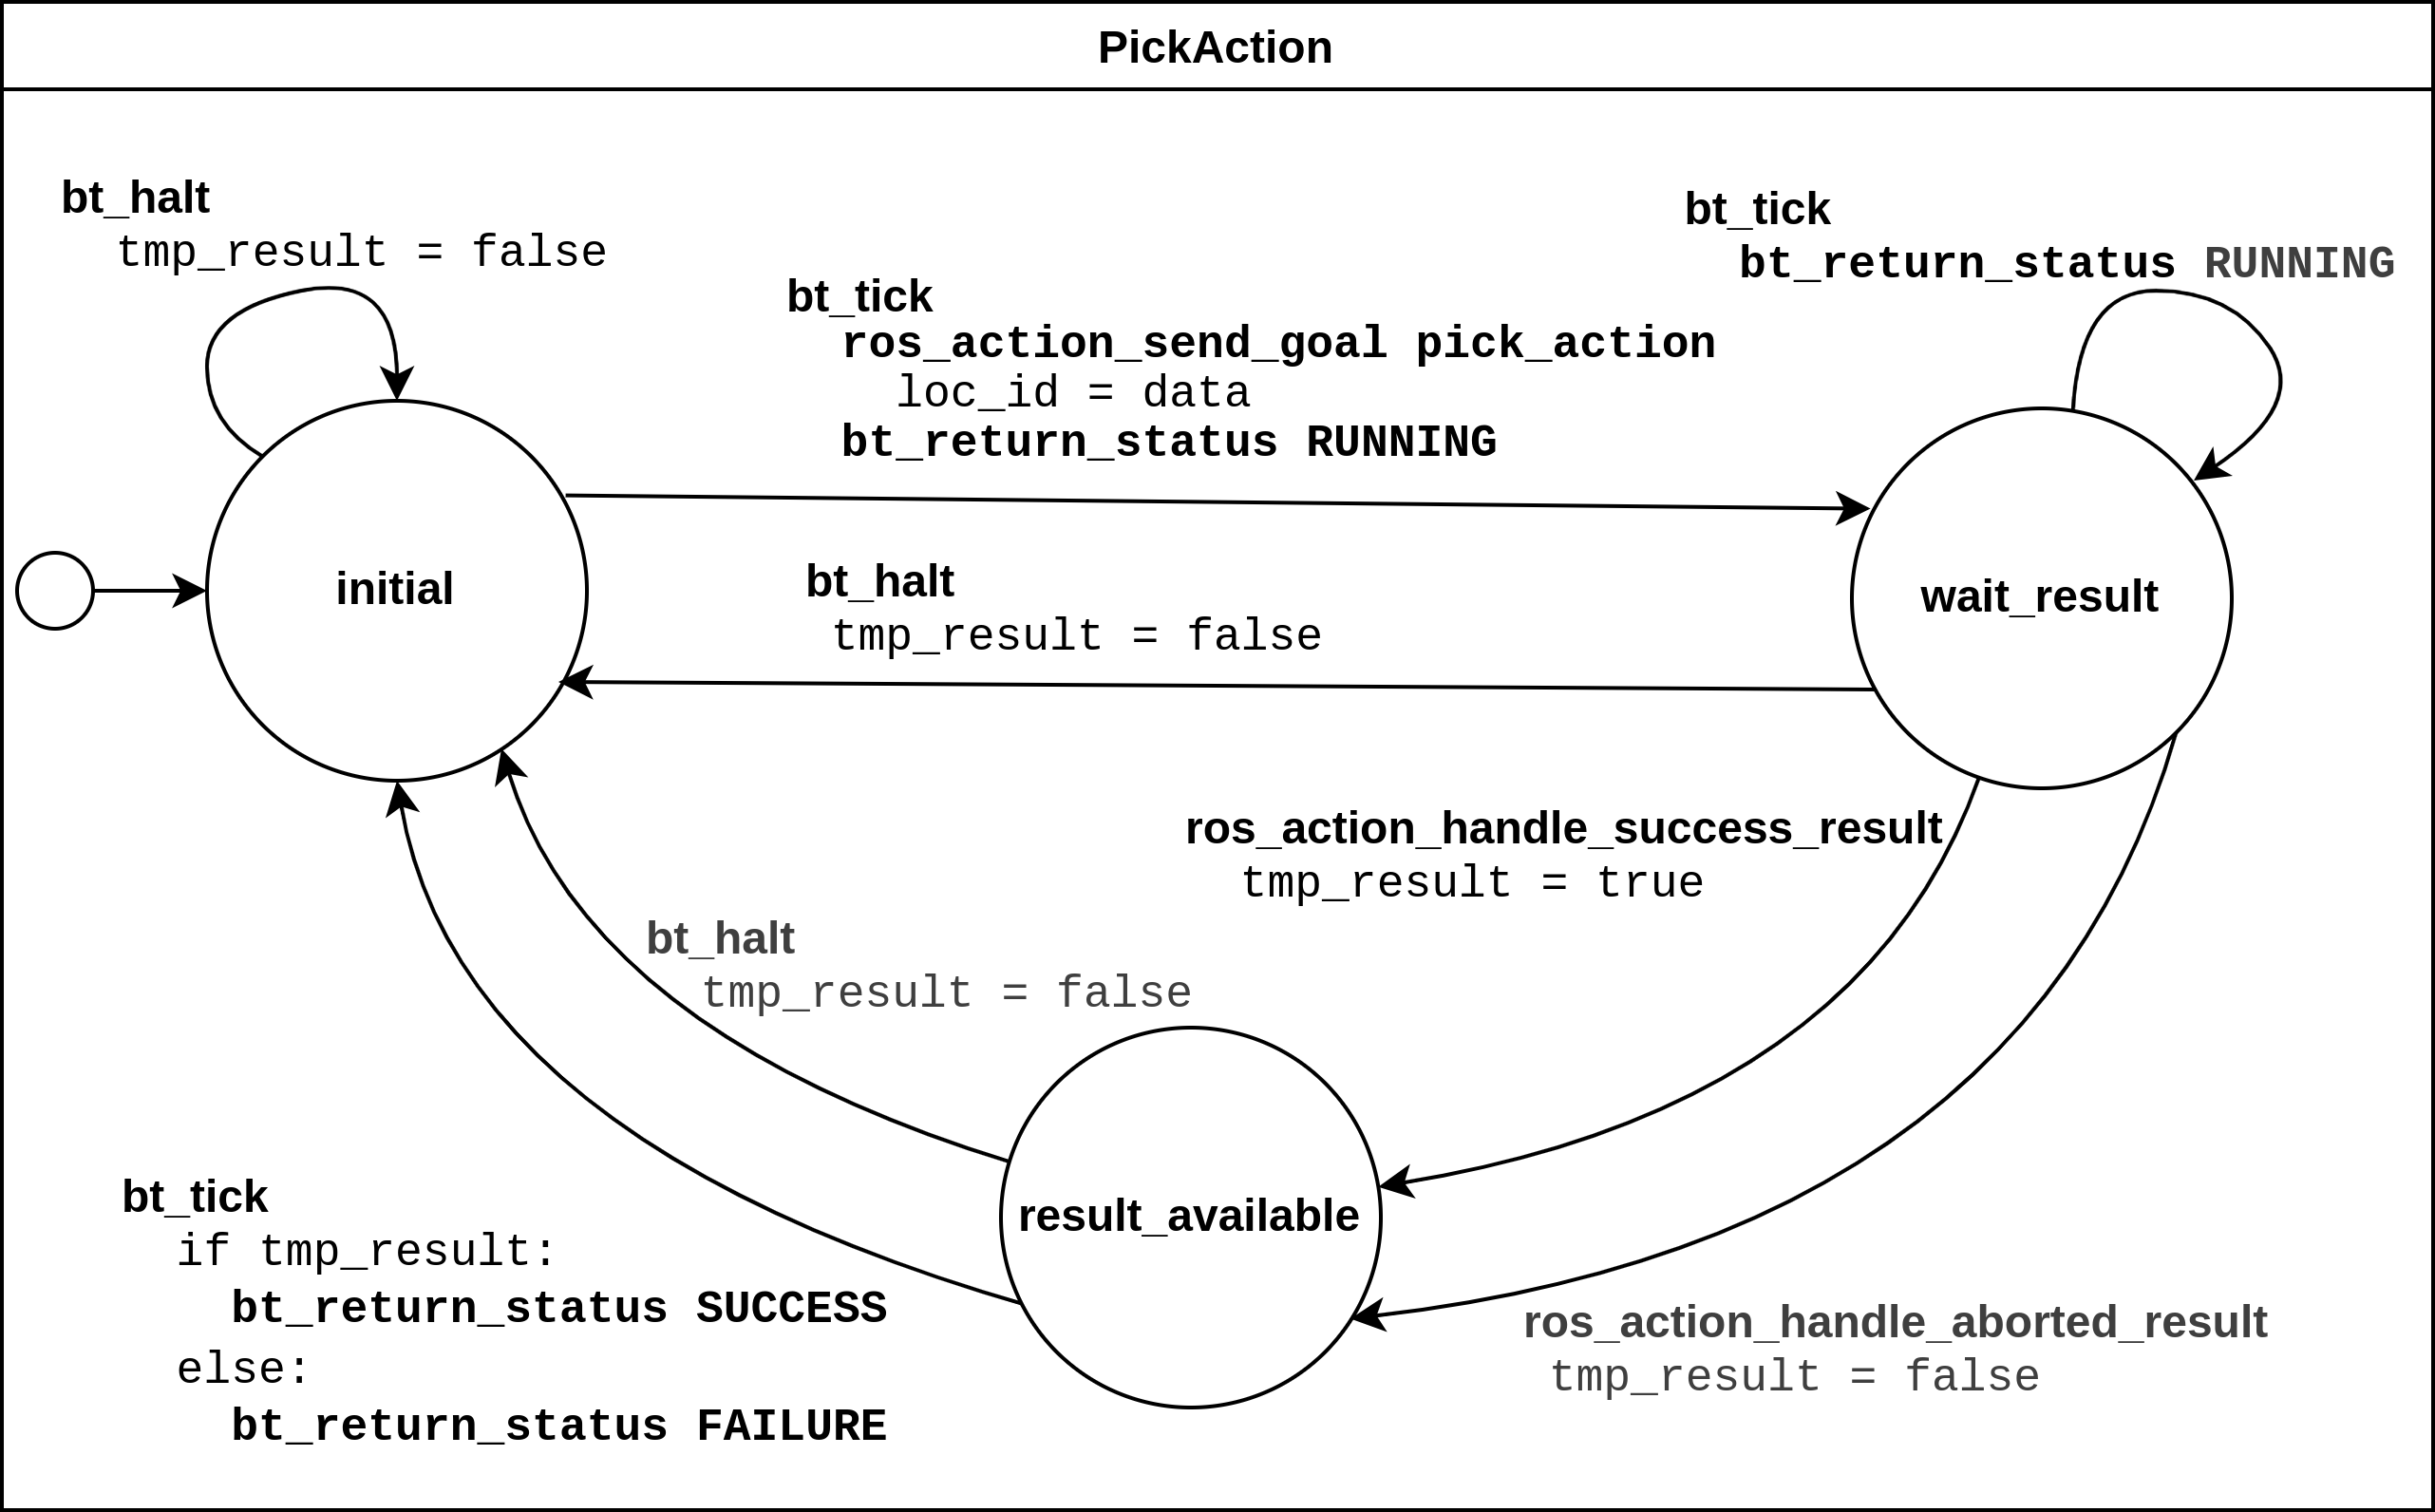 PickAction
bt_halt
tmp_result = false
bt_tick
bt_return_status RUNNING
bt_tick
ros_action_send_goal pick_action
loc_id = data
bt_return_status RUNNING
initial
bt_halt
tmp_result = false
wait_result
ros_action_handle_success_result
tmp_result = true
bt_halt
tmp_result = false
result_available
bt_tick
if tmp_result:
bt_return_status SUCCESS
else:
bt_return_status FAILURE
ros_action_handle_aborted_result
tmp_result = false